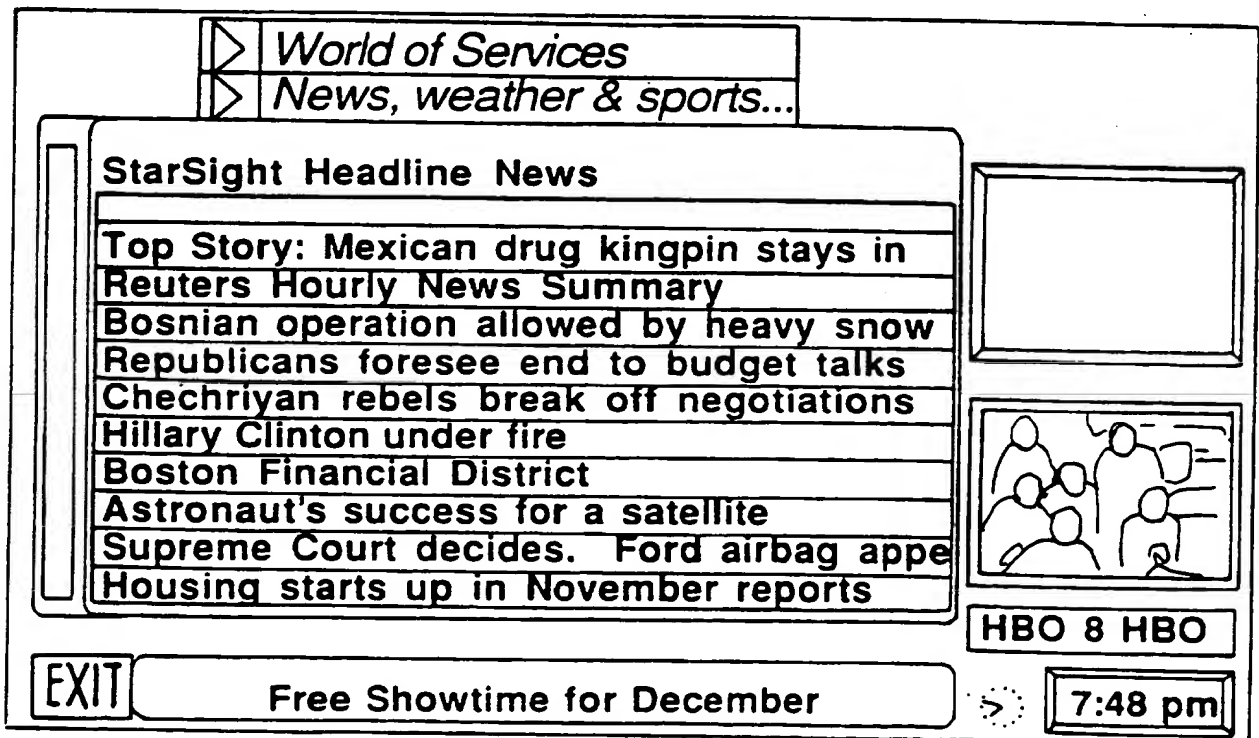 World of Services
News, weather & sports...
StarSight Headline News
Top Story: Mexican drug kingpin stays in
Reuters Hourly News Summary
Bosnian operation allowed by heavy snow
Republicans foresee end to budget talks
Chechriyan rebels break off negotiations
Hillary Clinton under fire
Boston Financial District
Astronaut's success for a satellite
Supreme Court decides. Ford airbag appe
Housing starts up in November reports
HBO 8 HBO
EXIT
Free Showtime for December
7:48 pm